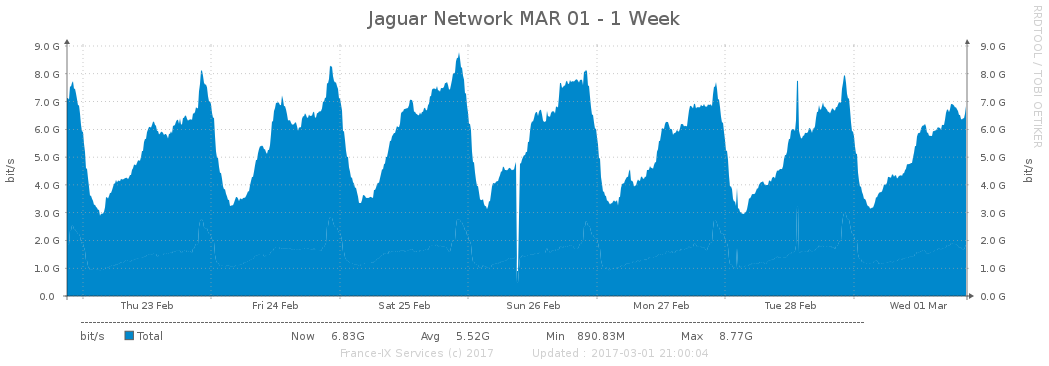 Jaguar Network MAR 01 - 1 Week
RRDTOOL / TOBI OETIKER
bit/s
9.0 G
8.0 G
7.0 G
6.0 G
5.0 G
4.0 G
3.0 G
2.0 G
1.0 G
0.0
9.0 G
8.0 G
7.0 G
6.0 G
5.0 G
4.0 G
3.0 G
2.0 G
1.0 G
0.0 G
bit/s
Thu 23 Feb Fri 24 Feb Sat 25 Feb Sun 26 Feb Mon 27 Feb Tue 28 Feb Wed 01 Mar
bit/s Total Now 6.83G Avg 5.52G Min 890.83M Max 8.77G
France-IX Services (c) 2017 Updated : 2017-03-01 21:00:04